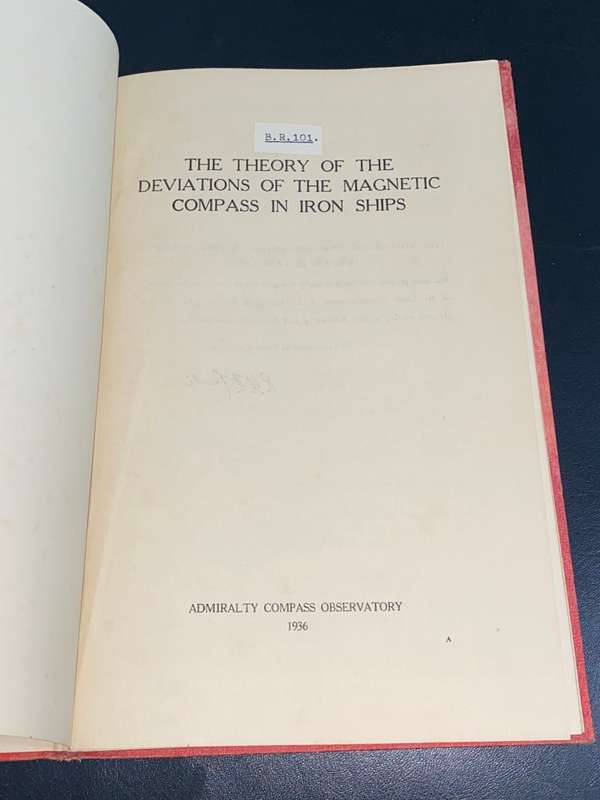 B.R.101.
THE THEORY OF THE
DEVIATIONS OF THE MAGNETIC
COMPASS IN IRON SHIPS
ADMIRALTY COMPASS OBSERVATORY
1936
A